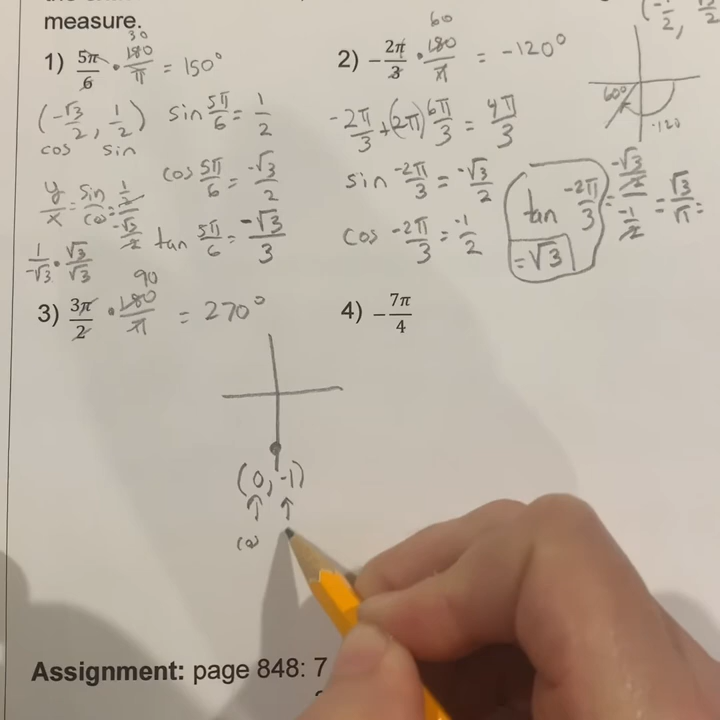 measure.
1) 5π/6 · 180/π = 150°
30
(-√3/2, 1/2)
cos sin
sin 5π/6 = 1/2
cos 5π/6 = -√3/2
y/x = sin/cos = 1/2 / -√3/2
tan 5π/6 = -√3/3
1/-√3 · √3/√3
2) -2π/3 · 180/π = -120°
60
-2π/3 + (2π) 6π/3 = 4π/3
sin -2π/3 = -√3/2
cos -2π/3 = -1/2
tan -2π/3 = -√3/2 / -1/2 = √3/
= √3
60°
-120
3) 3π/2 · 180/π = 270°
90
(0, -1)
↑ ↑
cos
4) -7π/4
Assignment: page 848: 7